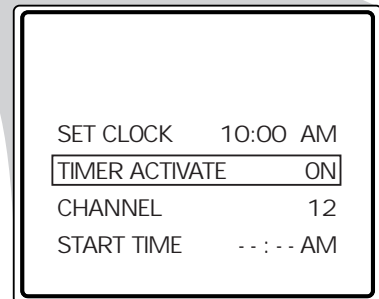 SET CLOCK 10:00 AM
TIMER ACTIVATE ON
CHANNEL 12
START TIME - - : - - AM